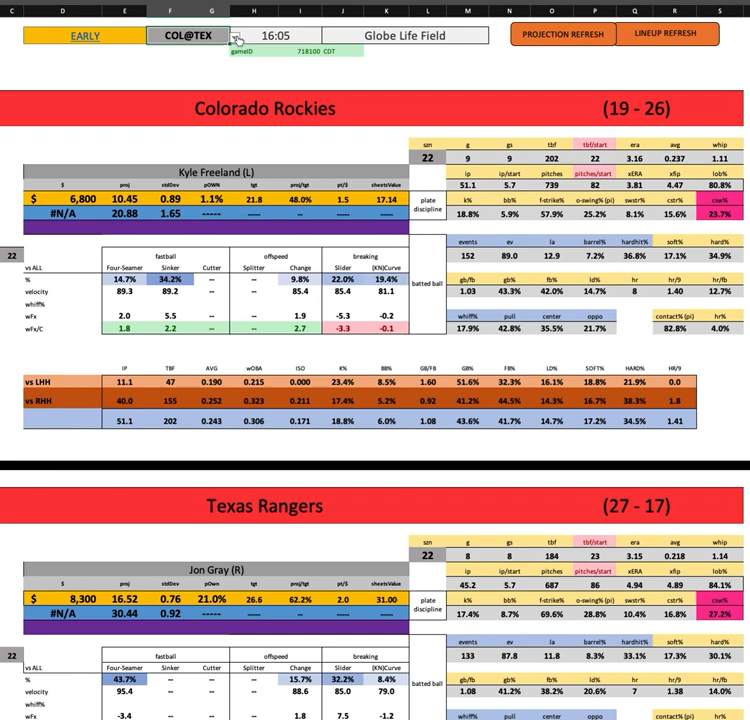 C D E F G H I J K L M N O P Q R S
EARLY COL@TEX 16:05 Globe Life Field PROJECTION REFRESH LINEUP REFRESH
gameID 718100 CDT
Colorado Rockies (19 - 26)
szn g gs tbf tbf/start era avg whip
22 9 9 202 22 3.16 0.237 1.11
Kyle Freeland (L) ip ip/start pitches pitches/start xERA xfip lob%
51.1 5.7 739 82 3.81 4.47 80.8%
$ proj stdDev pOWN tgt proj/tgt pt/$ sheetsValue
$ 6,800 10.45 0.89 1.1% 21.8 48.0% 1.5 17.14 plate discipline k% bb% f-strike% o-swing% (pi) swstr% cstr% csw%
#N/A 20.88 1.65 ----- ---- -- ---- ---- 18.8% 5.9% 57.9% 25.2% 8.1% 15.6% 23.7%
events ev la barrel% hardhit% soft% hard%
22 fastball offspeed breaking 152 89.0 12.9 7.2% 36.8% 17.1% 34.9%
vs ALL Four-Seamer Sinker Cutter Splitter Change Slider (KN)Curve
% 14.7% 34.2% -- -- 9.8% 22.0% 19.4% batted ball gb/fb gb% fb% ld% hr hr/9 hr/fb
velocity 89.3 89.2 -- -- 85.4 85.4 81.1 1.03 43.3% 42.0% 14.7% 8 1.40 12.7%
whiff%
wFx 2.0 5.5 -- -- 1.9 -5.3 -0.2 whiff% pull center oppo contact% (pi) hr%
wFx/C 1.8 2.2 -- -- 2.7 -3.3 -0.1 17.9% 42.8% 35.5% 21.7% 82.8% 4.0%
IP TBF AVG wOBA ISO K% BB% GB/FB GB% FB% LD% SOFT% HARD% HR/9
vs LHH 11.1 47 0.190 0.215 0.000 23.4% 8.5% 1.60 51.6% 32.3% 16.1% 18.8% 21.9% 0.0
vs RHH 40.0 155 0.252 0.323 0.211 17.4% 5.2% 0.92 41.2% 44.5% 14.3% 16.7% 38.3% 1.8
51.1 202 0.243 0.306 0.171 18.8% 6.0% 1.08 43.6% 41.7% 14.7% 17.2% 34.5% 1.41
Texas Rangers (27 - 17)
szn g gs tbf tbf/start era avg whip
22 8 8 184 23 3.15 0.218 1.14
Jon Gray (R) ip ip/start pitches pitches/start xERA xfip lob%
45.2 5.7 687 86 4.94 4.89 84.1%
$ proj stdDev pOwn tgt proj/tgt pt/$ sheetsValue
$ 8,300 16.52 0.76 21.0% 26.6 62.2% 2.0 31.00 plate discipline k% bb% f-strike% o-swing% (pi) swstr% cstr% csw%
#N/A 30.44 0.92 ----- ---- -- ---- ---- 17.4% 8.7% 69.6% 28.8% 10.4% 16.8% 27.2%
events ev la barrel% hardhit% soft% hard%
22 fastball offspeed breaking 133 87.8 11.8 8.3% 33.1% 17.3% 30.1%
vs ALL Four-Seamer Sinker Cutter Splitter Change Slider (KN)Curve
% 43.7% -- -- -- 15.7% 32.2% 8.4% batted ball gb/fb gb% fb% ld% hr hr/9 hr/fb
velocity 95.4 -- -- -- 88.6 85.0 79.0 1.08 41.2% 38.2% 20.6% 7 1.38 14.0%
whiff%
wFx -3.4 -- -- -- 1.8 7.5 -1.2 whiff% pull center oppo contact% (pi) hr%